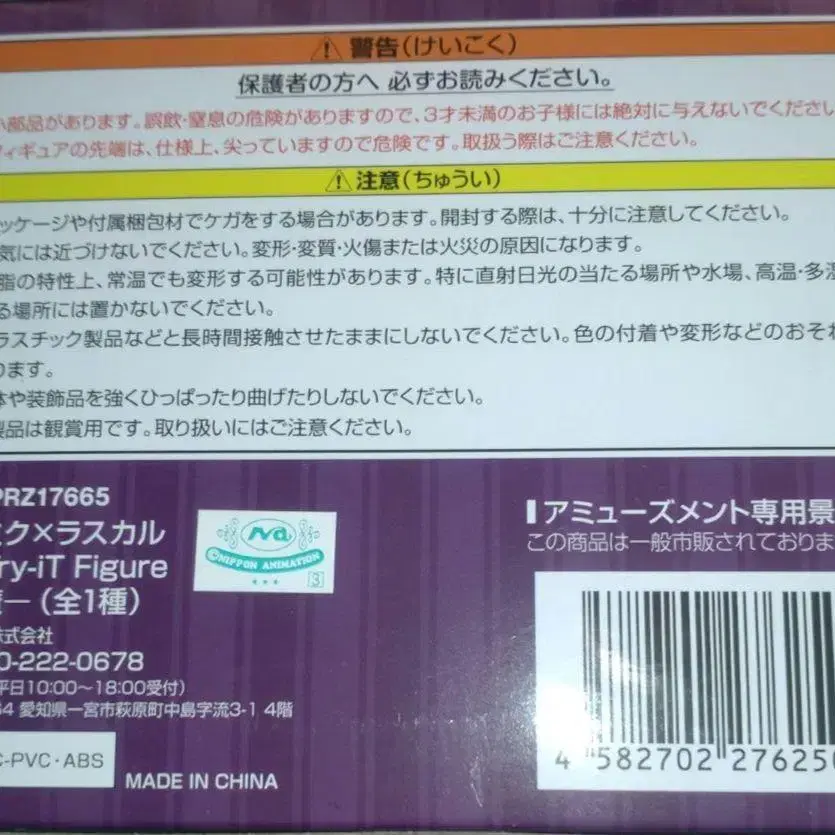 ⚠警告(けいこく)
保護者の方へ 必ずお読みください。
部品があります。誤飲・窒息の危険がありますので、3才未満のお子様には絶対に与えないでください
ィギュアの先端は、仕様上、尖っていますので危険です。取扱う際はご注意ください。
⚠注意(ちゅうい)
ッケージや付属梱包材でケガをする場合があります。開封する際は、十分に注意してください。
気には近づけないでください。変形・変質・火傷または火災の原因になります。
脂の特性上、常温でも変形する可能性があります。特に直射日光の当たる場所や水場、高温・多湿
る場所には置かないでください。
ラスチック製品などと長時間接触させたままにしないでください。色の付着や変形などのおそれ
ります。
や装飾品を強くひっぱったり曲げたりしないでください。
製品は観賞用です。取り扱いにはご注意ください。
PRZ17665
ク×ラスカル
ry-iT Figure
ー(全1種)
株式会社
0-222-0678
平日10:00〜18:00受付)
64 愛知県一宮市萩原町中島字流3-1 4階
C-PVC・ABS
MADE IN CHINA
NA
©NIPPON ANIMATION
★★★
3
アミューズメント専用景
この商品は一般市販されておりま
4 582702 27625